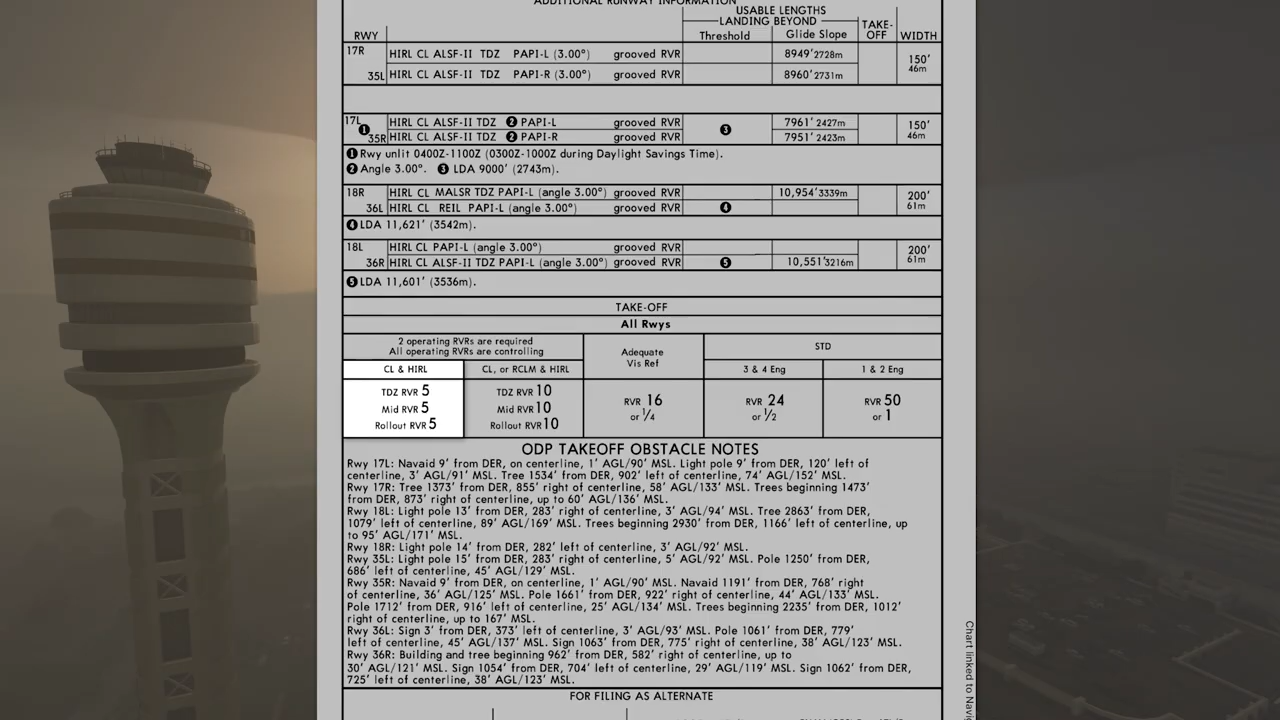 ADDITIONAL RUNWAY INFORMATION
USABLE LENGTHS
LANDING BEYOND
RWY Threshold Glide Slope TAKE-OFF WIDTH
17R HIRL CL ALSF-II TDZ PAPI-L (3.00°) grooved RVR 8949' 2728m 150' 46m
35L HIRL CL ALSF-II TDZ PAPI-R (3.00°) grooved RVR 8960' 2731m
17L ❶ HIRL CL ALSF-II TDZ ❷ PAPI-L grooved RVR ❸ 7961' 2427m 150' 46m
35R HIRL CL ALSF-II TDZ ❷ PAPI-R grooved RVR 7951' 2423m
❶ Rwy unlit 0400Z-1100Z (0300Z-1000Z during Daylight Savings Time).
❷ Angle 3.00°. ❸ LDA 9000' (2743m).
18R HIRL CL MALSR TDZ PAPI-L (angle 3.00°) grooved RVR 10,954' 3339m 200' 61m
36L HIRL CL REIL PAPI-L (angle 3.00°) grooved RVR ❹
❹ LDA 11,621' (3542m).
18L HIRL CL PAPI-L (angle 3.00°) grooved RVR 200' 61m
36R HIRL CL ALSF-II TDZ PAPI-L (angle 3.00°) grooved RVR ❺ 10,551' 3216m
❺ LDA 11,601' (3536m).
TAKE-OFF
All Rwys
2 operating RVRs are required
All operating RVRs are controlling
Adequate
Vis Ref
STD
CL & HIRL CL, or RCLM & HIRL 3 & 4 Eng 1 & 2 Eng
TDZ RVR 5
Mid RVR 5
Rollout RVR 5
TDZ RVR 10
Mid RVR 10
Rollout RVR 10
RVR 16
or 1/4
RVR 24
or 1/2
RVR 50
or 1
ODP TAKEOFF OBSTACLE NOTES
Rwy 17L: Navaid 9' from DER, on centerline, 1' AGL/90' MSL. Light pole 9' from DER, 120' left of
centerline, 3' AGL/91' MSL. Tree 1534' from DER, 902' left of centerline, 74' AGL/152' MSL.
Rwy 17R: Tree 1373' from DER, 855' right of centerline, 58' AGL/133' MSL. Trees beginning 1473'
from DER, 873' right of centerline, up to 60' AGL/136' MSL.
Rwy 18L: Light pole 13' from DER, 283' right of centerline, 3' AGL/94' MSL. Tree 2863' from DER,
1079' left of centerline, 89' AGL/169' MSL. Trees beginning 2930' from DER, 1166' left of centerline, up
to 95' AGL/171' MSL.
Rwy 18R: Light pole 14' from DER, 282' left of centerline, 3' AGL/92' MSL.
Rwy 35L: Light pole 15' from DER, 283' right of centerline, 5' AGL/92' MSL. Pole 1250' from DER,
686' left of centerline, 45' AGL/129' MSL.
Rwy 35R: Navaid 9' from DER, on centerline, 1' AGL/90' MSL. Navaid 1191' from DER, 768' right
of centerline, 36' AGL/125' MSL. Pole 1661' from DER, 922' right of centerline, 44' AGL/133' MSL.
Pole 1712' from DER, 916' left of centerline, 25' AGL/134' MSL. Trees beginning 2235' from DER, 1012'
right of centerline, up to 167' MSL.
Rwy 36L: Sign 3' from DER, 373' left of centerline, 3' AGL/93' MSL. Pole 1061' from DER, 779'
left of centerline, 45' AGL/137' MSL. Sign 1063' from DER, 775' right of centerline, 38' AGL/123' MSL.
Rwy 36R: Building and tree beginning 962' from DER, 582' right of centerline, up to
30' AGL/121' MSL. Sign 1054' from DER, 704' left of centerline, 29' AGL/119' MSL. Sign 1062' from DER,
725' left of centerline, 38' AGL/123' MSL.
FOR FILING AS ALTERNATE
Chart linked to